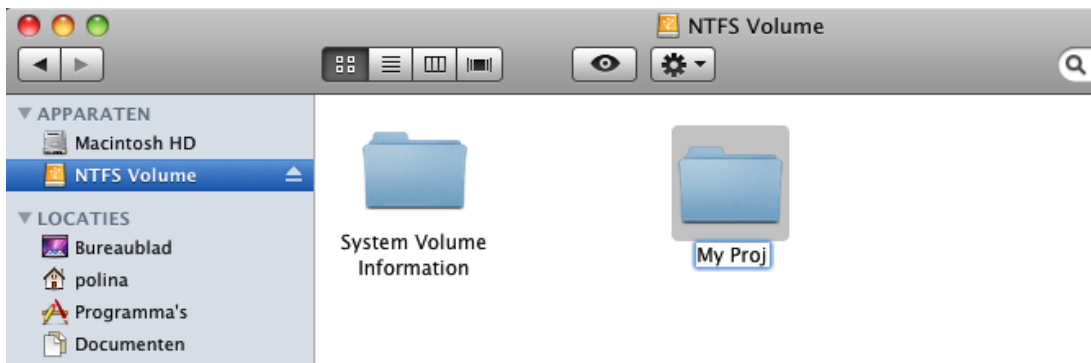 NTFS Volume
APPARATEN
Macintosh HD
NTFS Volume
LOCATIES
Bureaublad
polina
Programma's
Documenten
System Volume
Information
My Proj